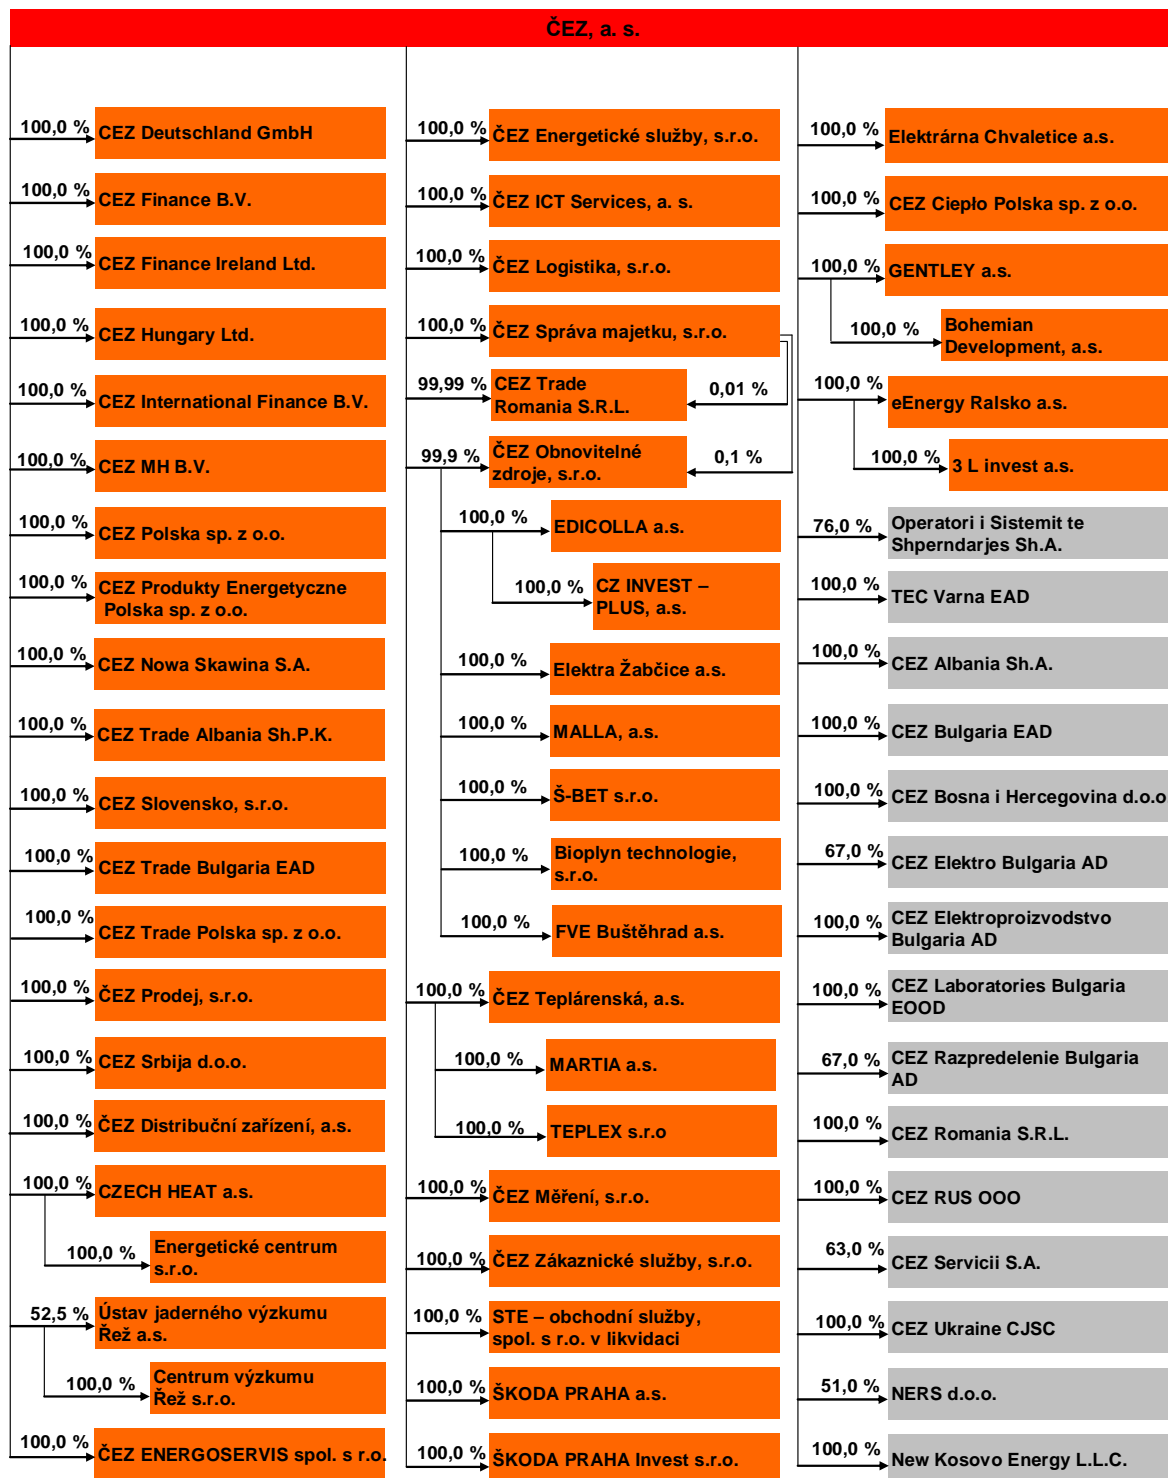 ČEZ, a. s.
100,0 %
CEZ Deutschland GmbH
100,0 %
CEZ Finance B.V.
100,0 %
CEZ Finance Ireland Ltd.
100,0 %
CEZ Hungary Ltd.
100,0 %
CEZ International Finance B.V.
100,0 %
CEZ MH B.V.
100,0 %
CEZ Polska sp. z o.o.
100,0 %
CEZ Produkty Energetyczne
Polska sp. z o.o.
100,0 %
CEZ Nowa Skawina S.A.
100,0 %
CEZ Trade Albania Sh.P.K.
100,0 %
CEZ Slovensko, s.r.o.
100,0 %
CEZ Trade Bulgaria EAD
100,0 %
CEZ Trade Polska sp. z o.o.
100,0 %
ČEZ Prodej, s.r.o.
100,0 %
CEZ Srbija d.o.o.
100,0 %
ČEZ Distribuční zařízení, a.s.
100,0 %
CZECH HEAT a.s.
100,0 %
Energetické centrum
s.r.o.
52,5 %
Ústav jaderného výzkumu
Řež a.s.
100,0 %
Centrum výzkumu
Řež s.r.o.
100,0 %
ČEZ ENERGOSERVIS spol. s r.o.
100,0 %
ČEZ Energetické služby, s.r.o.
100,0 %
ČEZ ICT Services, a. s.
100,0 %
ČEZ Logistika, s.r.o.
100,0 %
ČEZ Správa majetku, s.r.o.
99,99 %
CEZ Trade
Romania S.R.L.
0,01 %
99,9 %
ČEZ Obnovitelné
zdroje, s.r.o.
0,1 %
100,0 %
EDICOLLA a.s.
100,0 %
CZ INVEST –
PLUS, a.s.
100,0 %
Elektra Žabčice a.s.
100,0 %
MALLA, a.s.
100,0 %
Š-BET s.r.o.
100,0 %
Bioplyn technologie,
s.r.o.
100,0 %
FVE Buštěhrad a.s.
100,0 %
ČEZ Teplárenská, a.s.
100,0 %
MARTIA a.s.
100,0 %
TEPLEX s.r.o
100,0 %
ČEZ Měření, s.r.o.
100,0 %
ČEZ Zákaznické služby, s.r.o.
100,0 %
STE – obchodní služby,
spol. s r.o. v likvidaci
100,0 %
ŠKODA PRAHA a.s.
100,0 %
ŠKODA PRAHA Invest s.r.o.
100,0 %
Elektrárna Chvaletice a.s.
100,0 %
CEZ Ciepło Polska sp. z o.o.
100,0 %
GENTLEY a.s.
100,0 %
Bohemian
Development, a.s.
100,0 %
eEnergy Ralsko a.s.
100,0 %
3 L invest a.s.
76,0 %
Operatori i Sistemit te
Shperndarjes Sh.A.
100,0 %
TEC Varna EAD
100,0 %
CEZ Albania Sh.A.
100,0 %
CEZ Bulgaria EAD
100,0 %
CEZ Bosna i Hercegovina d.o.o
67,0 %
CEZ Elektro Bulgaria AD
100,0 %
CEZ Elektroproizvodstvo
Bulgaria AD
100,0 %
CEZ Laboratories Bulgaria
EOOD
67,0 %
CEZ Razpredelenie Bulgaria
AD
100,0 %
CEZ Romania S.R.L.
100,0 %
CEZ RUS OOO
63,0 %
CEZ Servicii S.A.
100,0 %
CEZ Ukraine CJSC
51,0 %
NERS d.o.o.
100,0 %
New Kosovo Energy L.L.C.